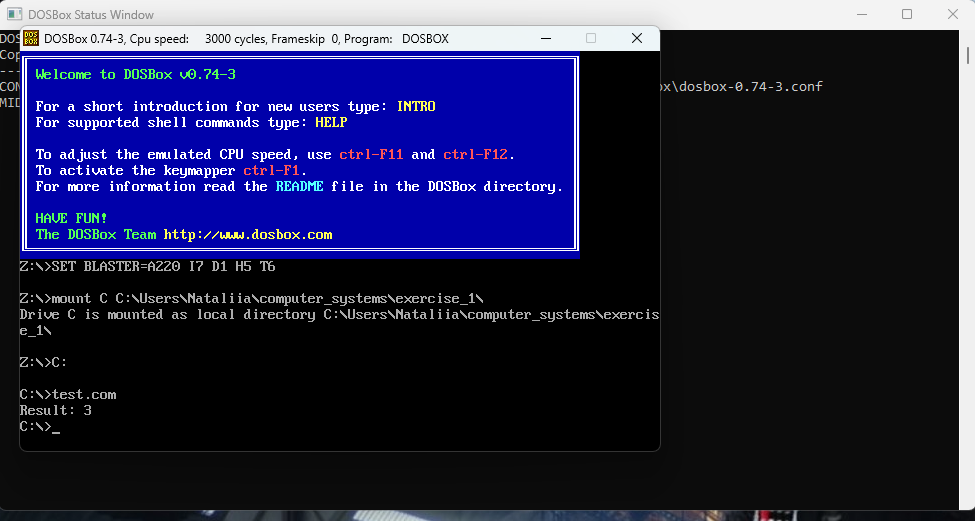 DOSBox Status Window
DOSBox 0.74-3, Cpu speed: 3000 cycles, Frameskip 0, Program: DOSBOX
DOS
Cop
---
CON
ox\dosbox-0.74-3.conf
MID
Welcome to DOSBox v0.74-3
For a short introduction for new users type: INTRO
For supported shell commands type: HELP
To adjust the emulated CPU speed, use ctrl-F11 and ctrl-F12.
To activate the keymapper ctrl-F1.
For more information read the README file in the DOSBox directory.
HAVE FUN!
The DOSBox Team http://www.dosbox.com
Z:\>SET BLASTER=A220 I7 D1 H5 T6
Z:\>mount C C:\Users\Nataliia\computer_systems\exercise_1\
Drive C is mounted as local directory C:\Users\Nataliia\computer_systems\exercis
e_1\
Z:\>C:
C:\>test.com
Result: 3
C:\>_